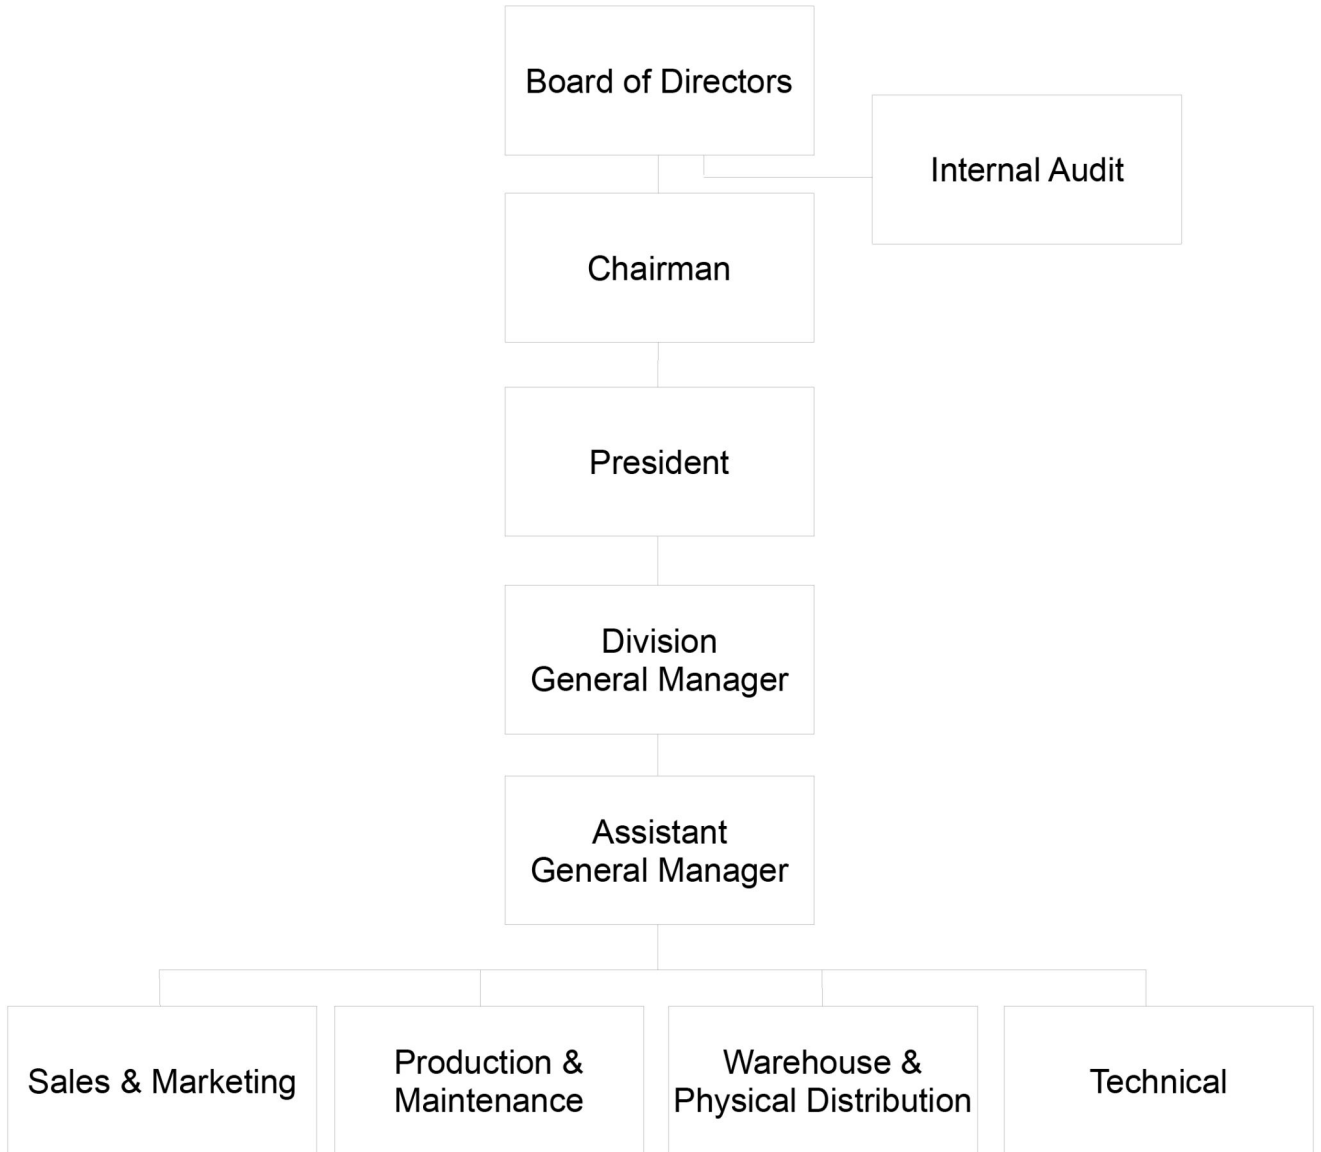 Board of Directors
Internal Audit
Chairman
President
Division
General Manager
Assistant
General Manager
Sales & Marketing
Production &
Maintenance
Warehouse &
Physical Distribution
Technical